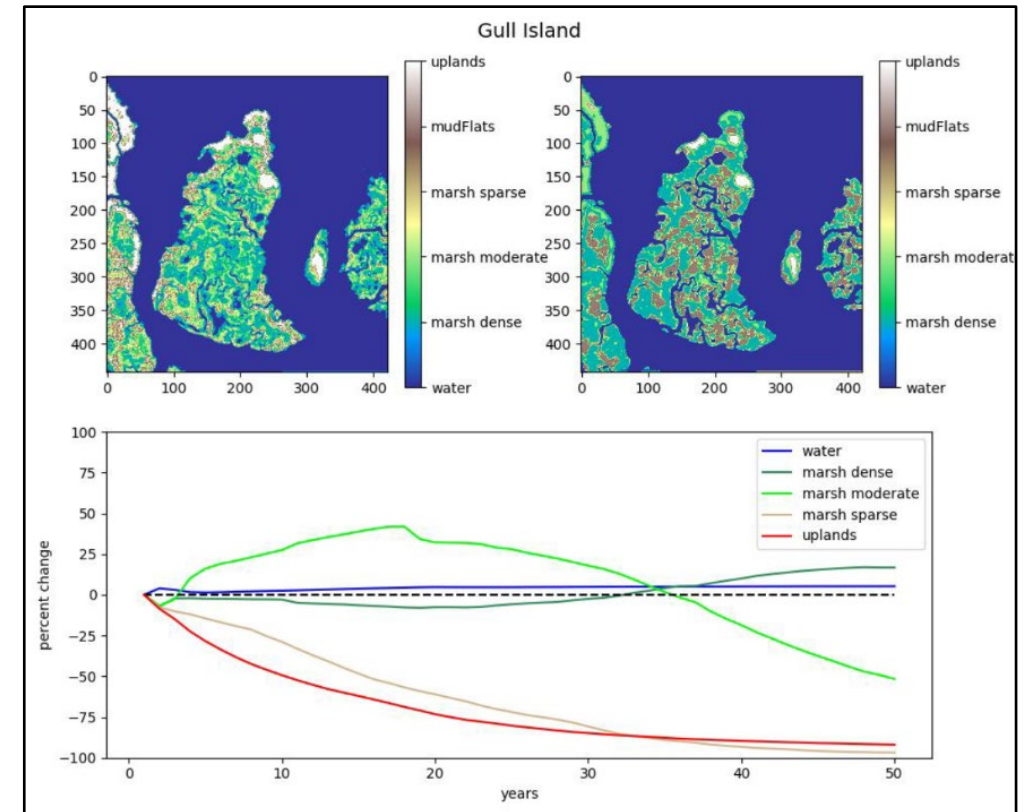 Gull Island
0
50
100
150
200
250
300
350
400
0 100 200 300 400
uplands
mudFlats
marsh sparse
marsh moderate
marsh dense
water
0
50
100
150
200
250
300
350
400
0 100 200 300 400
uplands
mudFlats
marsh sparse
marsh moderat
marsh dense
water
percent change
100
75
50
25
0
−25
−50
−75
−100
0 10 20 30 40 50
years
water
marsh dense
marsh moderate
marsh sparse
uplands